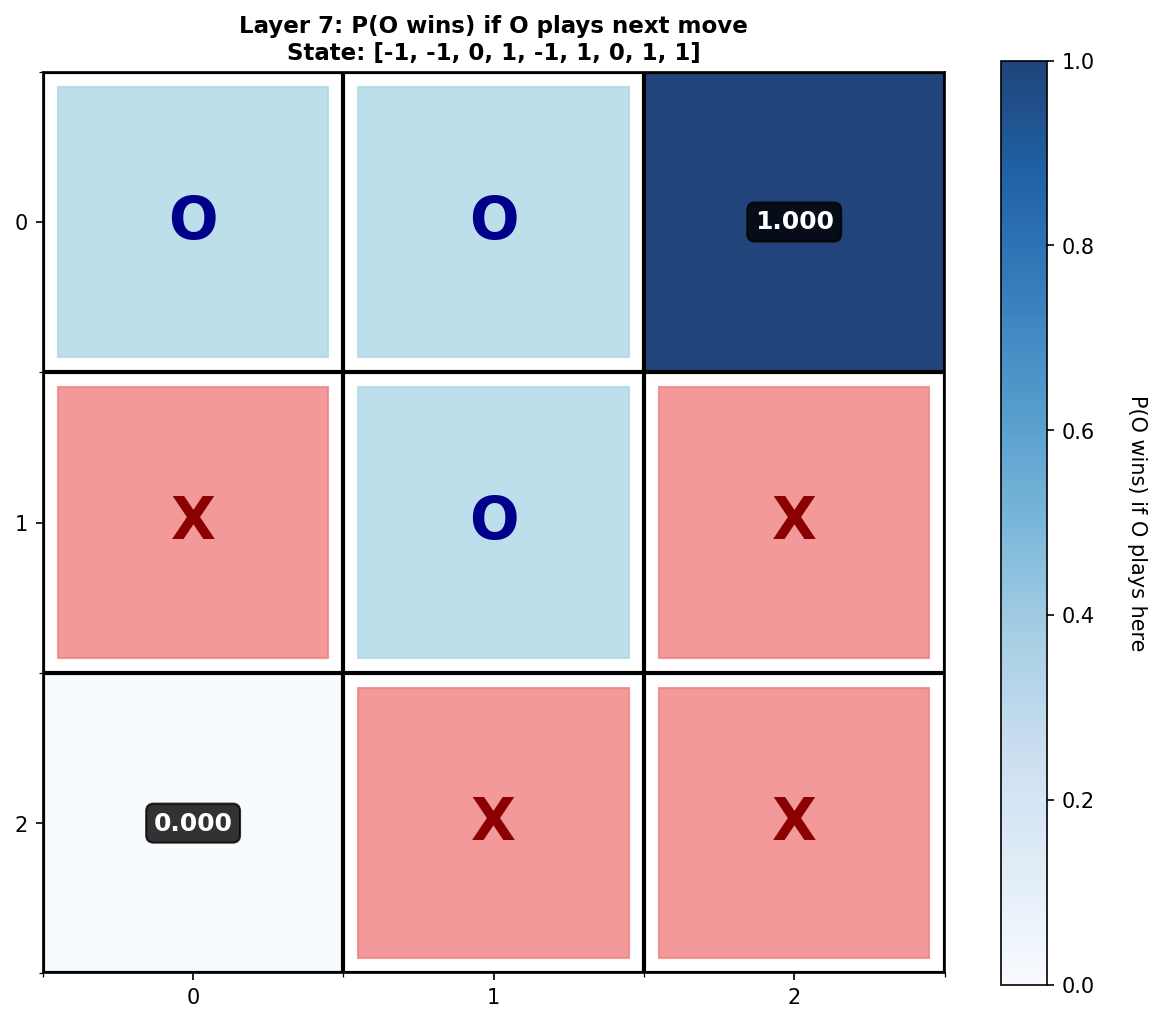 Layer 7: P(O wins) if O plays next move
State: [-1, -1, 0, 1, -1, 1, 0, 1, 1]
0
O
O
1.000
1
X
O
X
2
0.000
X
X
0
1
2
1.0
0.8
0.6
0.4
0.2
0.0
P(O wins) if O plays here